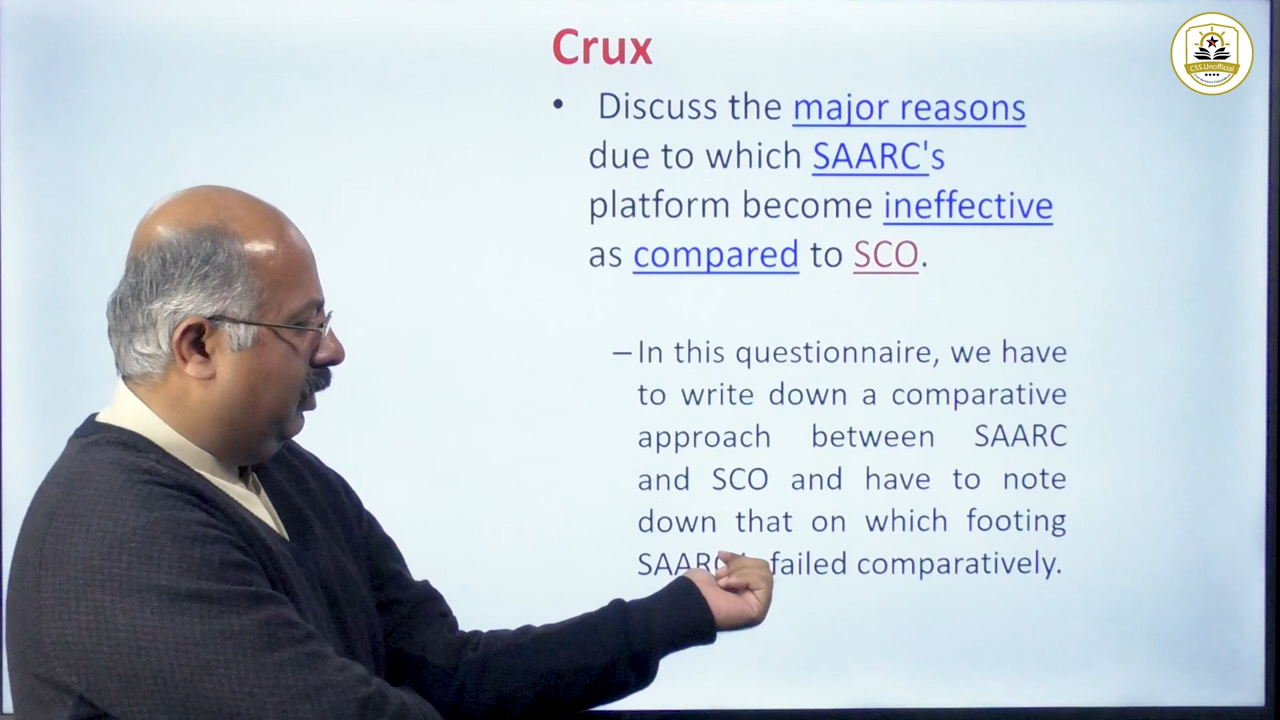 Crux
• Discuss the major reasons
due to which SAARC's
platform become ineffective
as compared to SCO.
– In this questionnaire, we have
to write down a comparative
approach between SAARC
and SCO and have to note
down that on which footing
failed comparatively.
CSS.Unofficial